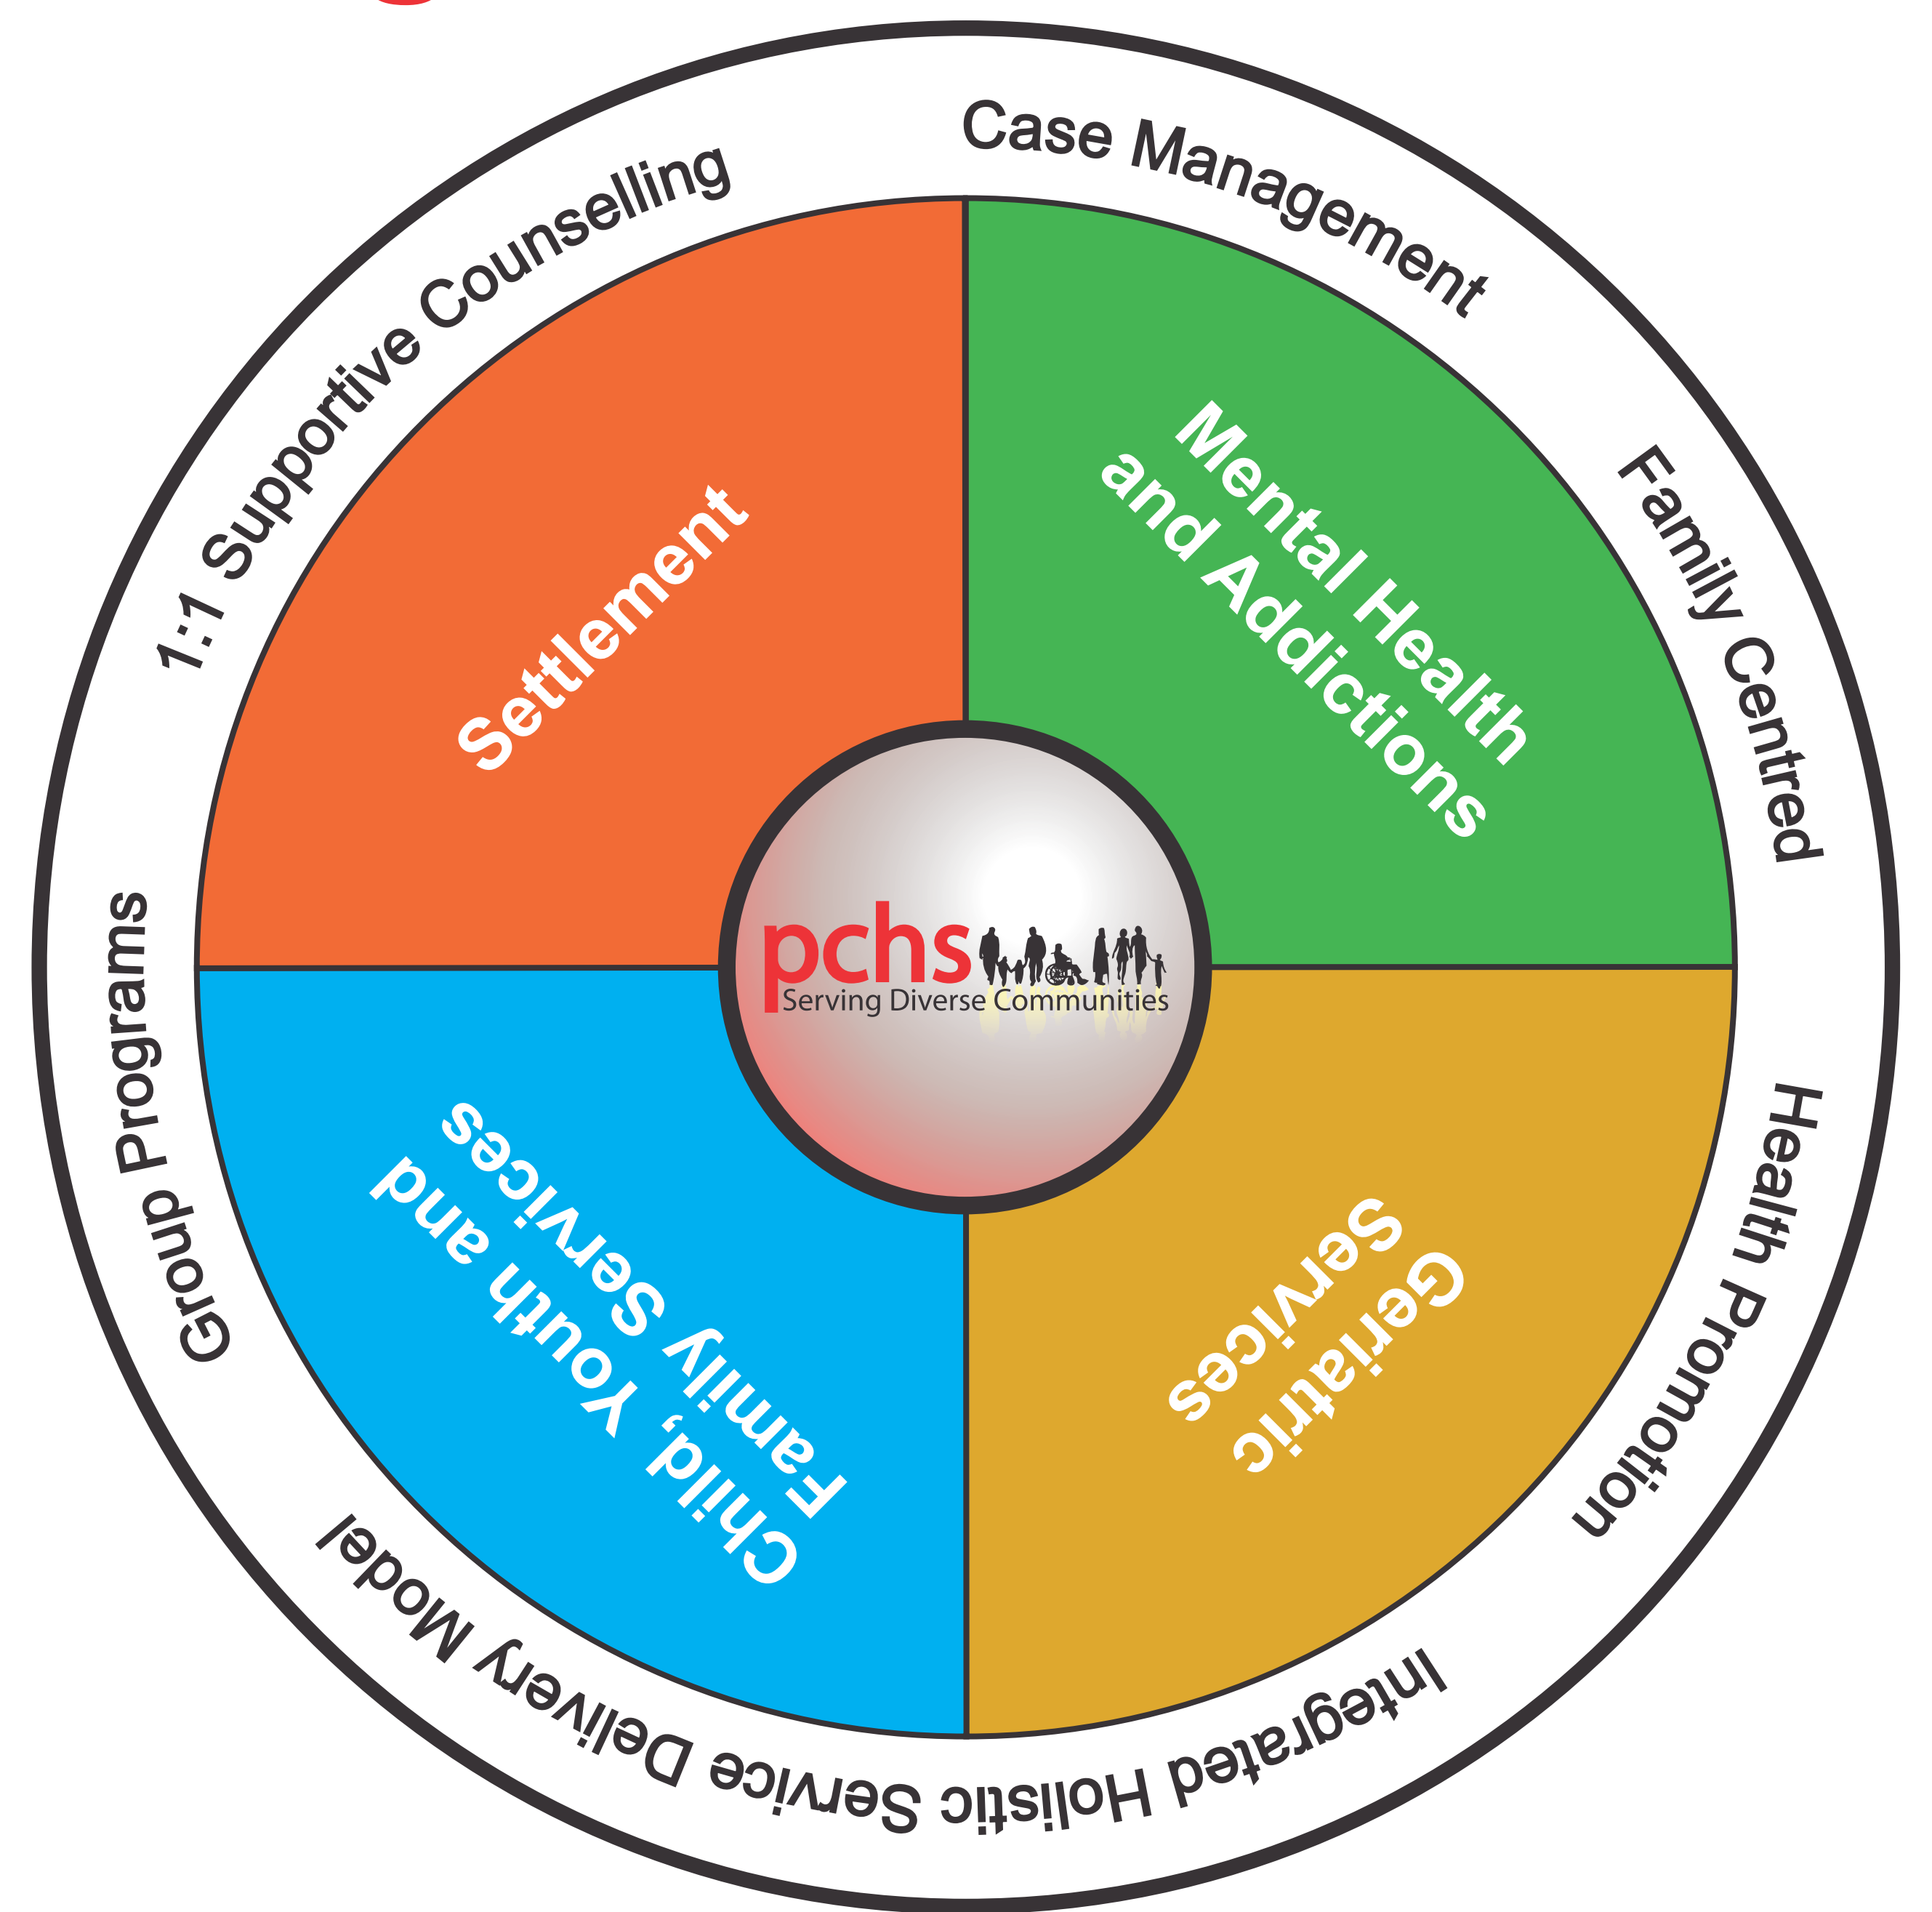 Case Management
Family Centired
Health Promotion
Integrated Holistic Service Delivery Model
Group Programs
1:1 Supportive Counselling
Settlement
Mental Health
and Addictions
Geriatric
Services
Child, Youth and
Family Services
pchs
Serving Diverse Communities